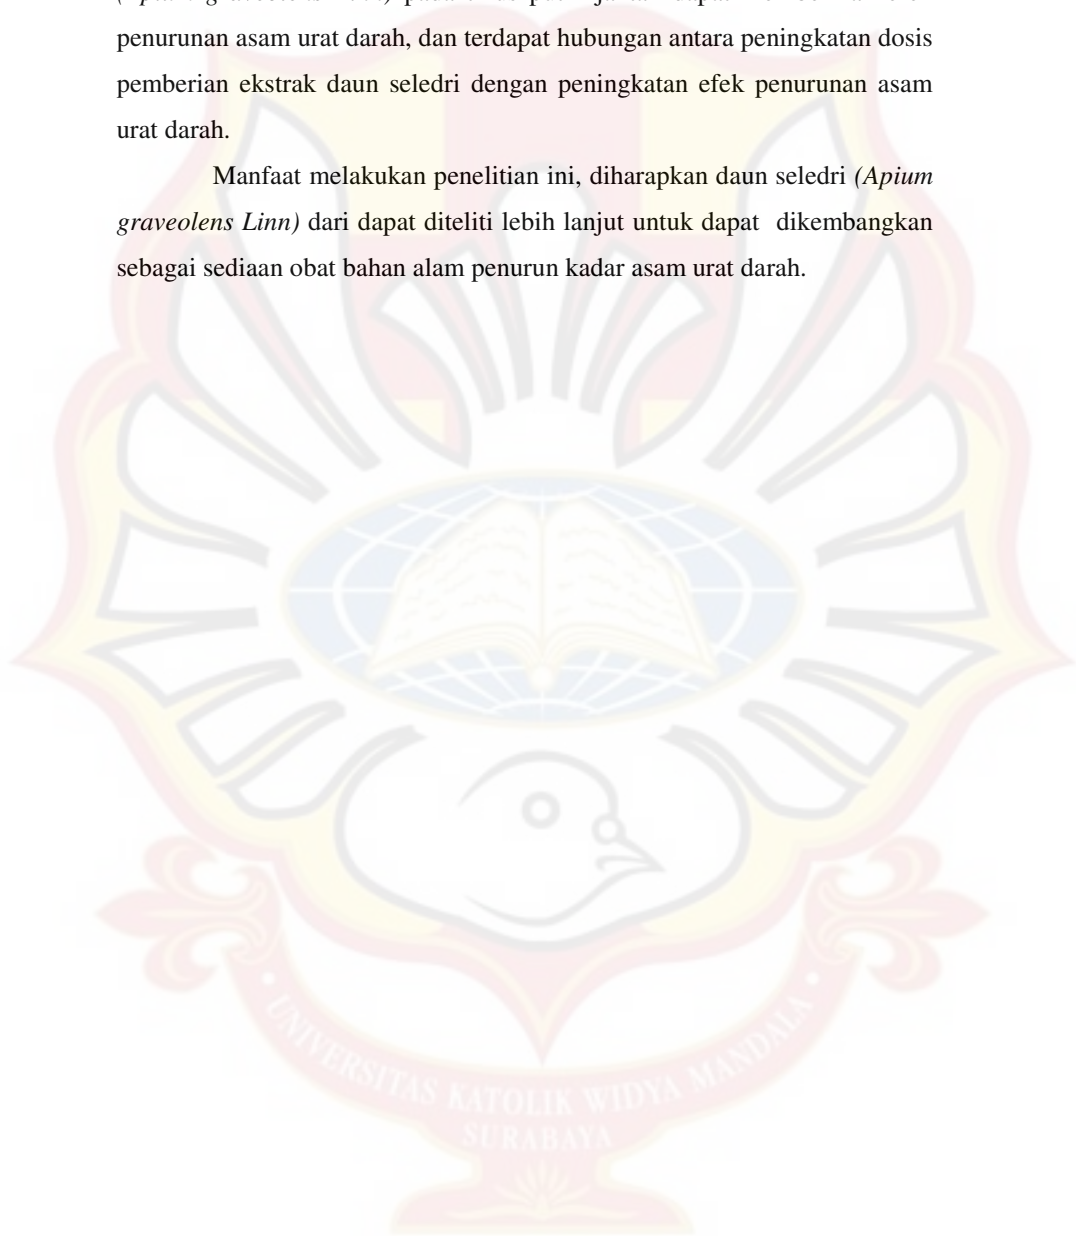 penurunan asam urat darah, dan terdapat hubungan antara peningkatan dosis
pemberian ekstrak daun seledri dengan peningkatan efek penurunan asam
urat darah.
Manfaat melakukan penelitian ini, diharapkan daun seledri (Apium
graveolens Linn) dari dapat diteliti lebih lanjut untuk dapat dikembangkan
sebagai sediaan obat bahan alam penurun kadar asam urat darah.
UNIVERSITAS KATOLIK WIDYA MANDALA
SURABAYA